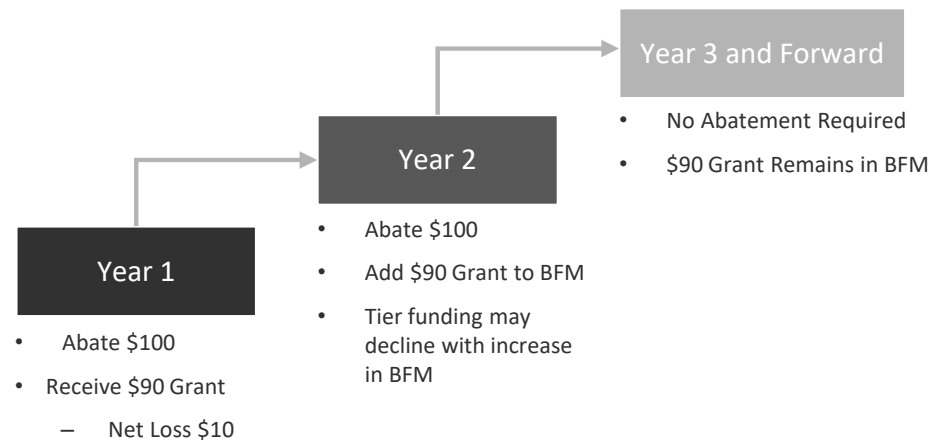 Year 1
• Abate $100
• Receive $90 Grant
– Net Loss $10
Year 2
• Abate $100
• Add $90 Grant to BFM
• Tier funding may
decline with increase
in BFM
Year 3 and Forward
• No Abatement Required
• $90 Grant Remains in BFM